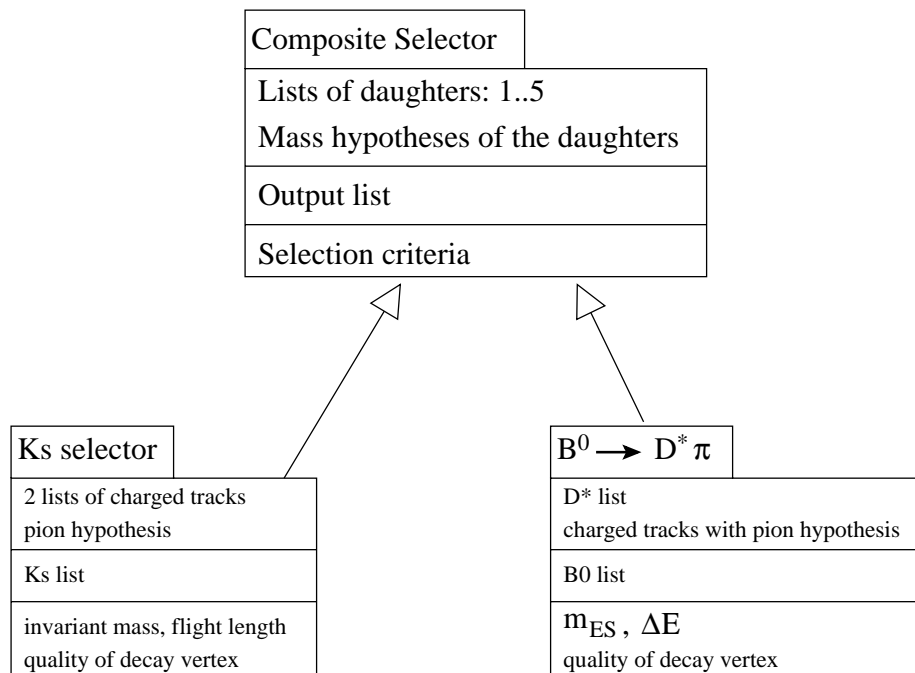 Composite Selector
Lists of daughters: 1..5
Mass hypotheses of the daughters
Output list
Selection criteria
Ks selector
2 lists of charged tracks
pion hypothesis
Ks list
invariant mass, flight length
quality of decay vertex
B⁰ → D* π
D* list
charged tracks with pion hypothesis
B0 list
m_ES , ΔE
quality of decay vertex